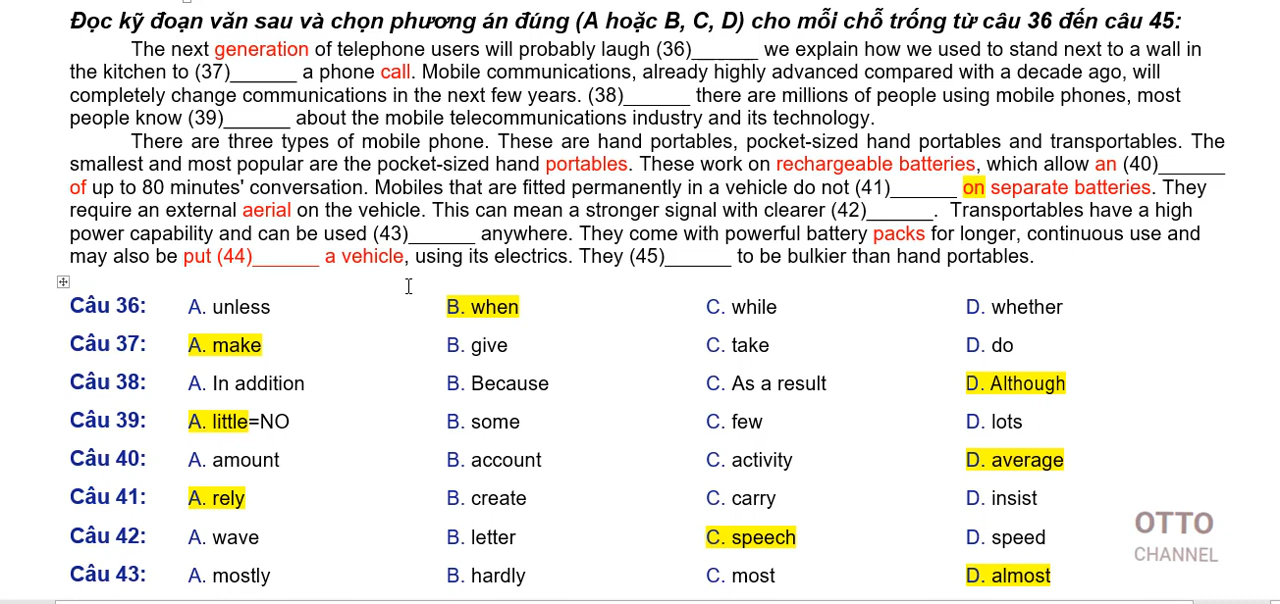 Đọc kỹ đoạn văn sau và chọn phương án đúng (A hoặc B, C, D) cho mỗi chỗ trống từ câu 36 đến câu 45:
The next generation of telephone users will probably laugh (36)______ we explain how we used to stand next to a wall in
the kitchen to (37)______ a phone call. Mobile communications, already highly advanced compared with a decade ago, will
completely change communications in the next few years. (38)______ there are millions of people using mobile phones, most
people know (39)______ about the mobile telecommunications industry and its technology.
There are three types of mobile phone. These are hand portables, pocket-sized hand portables and transportables. The
smallest and most popular are the pocket-sized hand portables. These work on rechargeable batteries, which allow an (40)______
of up to 80 minutes' conversation. Mobiles that are fitted permanently in a vehicle do not (41)______ on separate batteries. They
require an external aerial on the vehicle. This can mean a stronger signal with clearer (42)______. Transportables have a high
power capability and can be used (43)______ anywhere. They come with powerful battery packs for longer, continuous use and
may also be put (44)______ a vehicle, using its electrics. They (45)______ to be bulkier than hand portables.
Câu 36: A. unless B. when C. while D. whether
Câu 37: A. make B. give C. take D. do
Câu 38: A. In addition B. Because C. As a result D. Although
Câu 39: A. little=NO B. some C. few D. lots
Câu 40: A. amount B. account C. activity D. average
Câu 41: A. rely B. create C. carry D. insist
Câu 42: A. wave B. letter C. speech D. speed
Câu 43: A. mostly B. hardly C. most D. almost
OTTO
CHANNEL